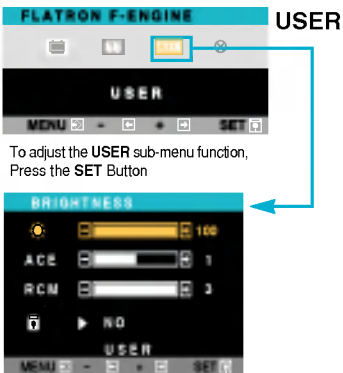 FLATRON F-ENGINE
USER
USER
MENU - + SET
To adjust the USER sub-menu function,
Press the SET Button
BRIGHTNESS
100
ACE 1
RCM 3
NO
USER
MENU - + SET